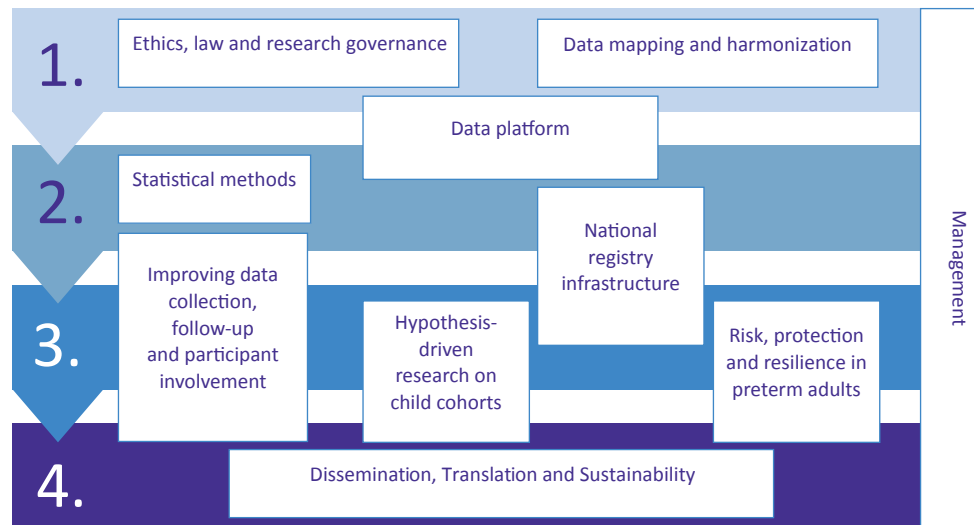 1.
Ethics, law and research governance
Data mapping and harmonization
Data platform
2.
Statistical methods
National
registry
infrastructure
Improving data
collection,
follow-up
and participant
involvement
3.
Hypothesis-
driven
research on
child cohorts
Risk, protection
and resilience in
preterm adults
4.
Dissemination, Translation and Sustainability
Management